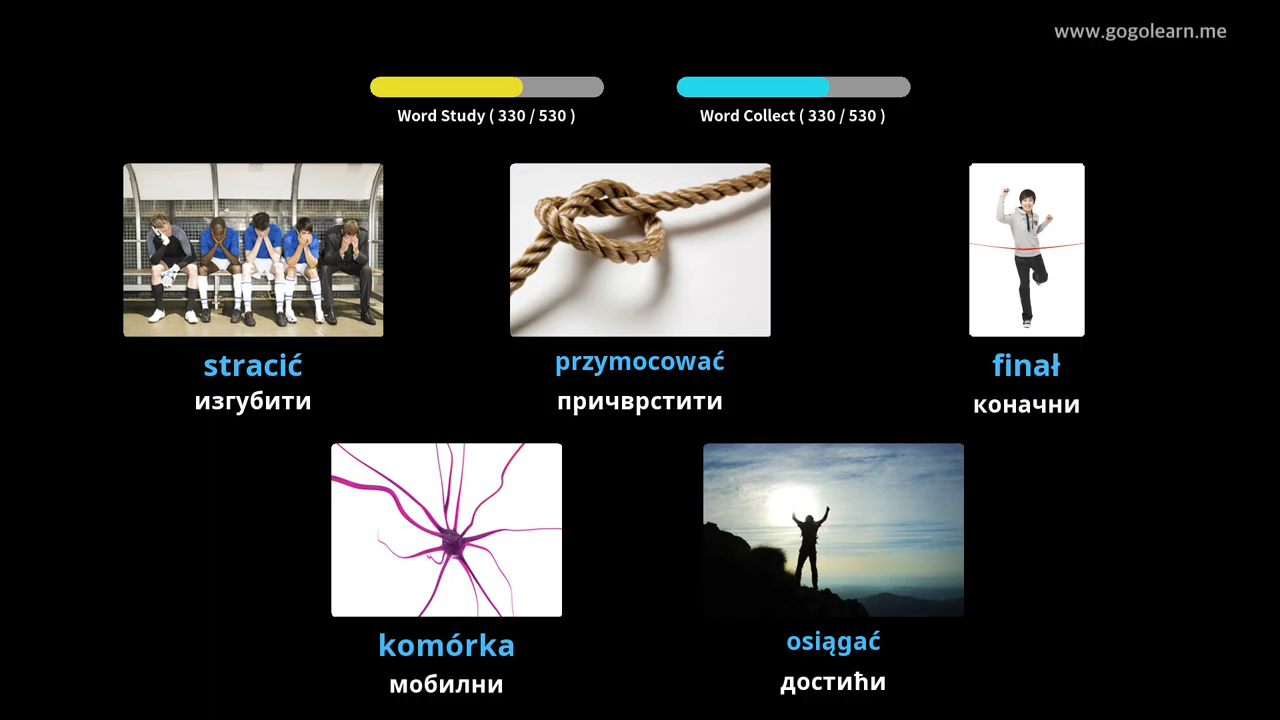 www.gogolearn.me
Word Study ( 330 / 530 )
Word Collect ( 330 / 530 )
stracić
изгубити
przymocować
причврстити
finał
коначни
komórka
мобилни
osiągać
достићи